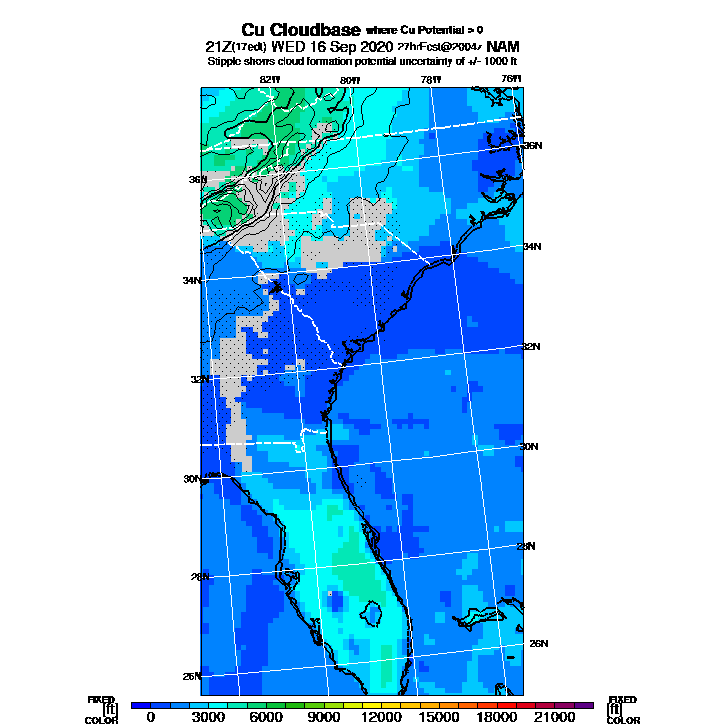 Cu Cloudbase where Cu Potential > 0
21Z(17edt) WED 16 Sep 2020 27hrFcst@2004z NAM
Stipple shows cloud formation potential uncertainty of +/- 1000 ft
82W 80W 78W 76W
36N
36N
34N
34N
32N
32N
30N
30N
28N
28N
26N
26N
FIXED FIXED
[ft] [ft]
COLOR COLOR
0 3000 6000 9000 12000 15000 18000 21000